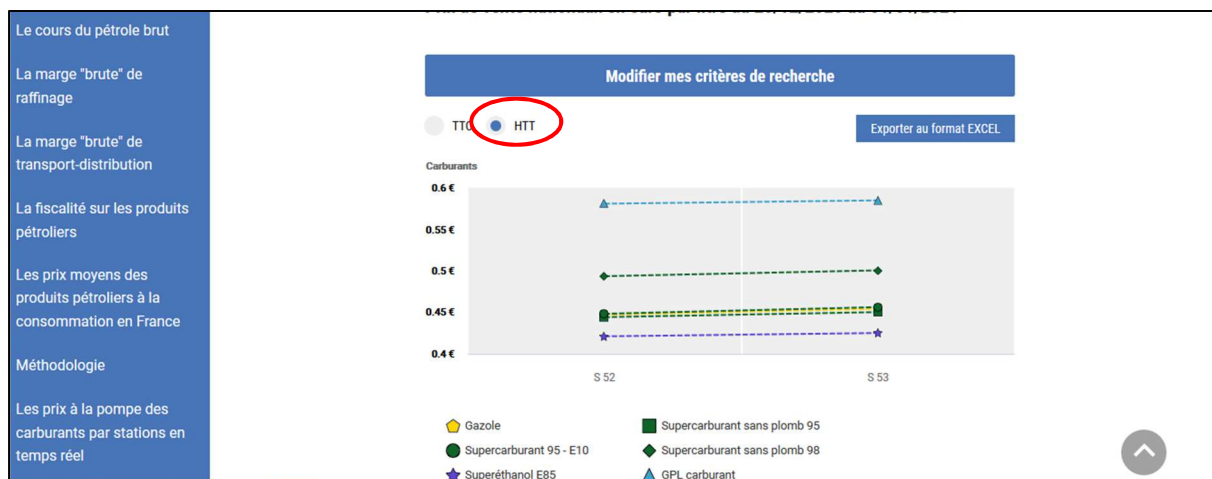 Le cours du pétrole brut
La marge "brute" de
raffinage
La marge "brute" de
transport-distribution
La fiscalité sur les produits
pétroliers
Les prix moyens des
produits pétroliers à la
consommation en France
Méthodologie
Les prix à la pompe des
carburants par stations en
temps réel
Modifier mes critères de recherche
TTC
HTT
Exporter au format EXCEL
Carburants
0.6 €
0.55 €
0.5 €
0.45 €
0.4 €
S 52
S 53
Gazole
Supercarburant sans plomb 95
Supercarburant 95 - E10
Supercarburant sans plomb 98
Superéthanol E85
GPL carburant